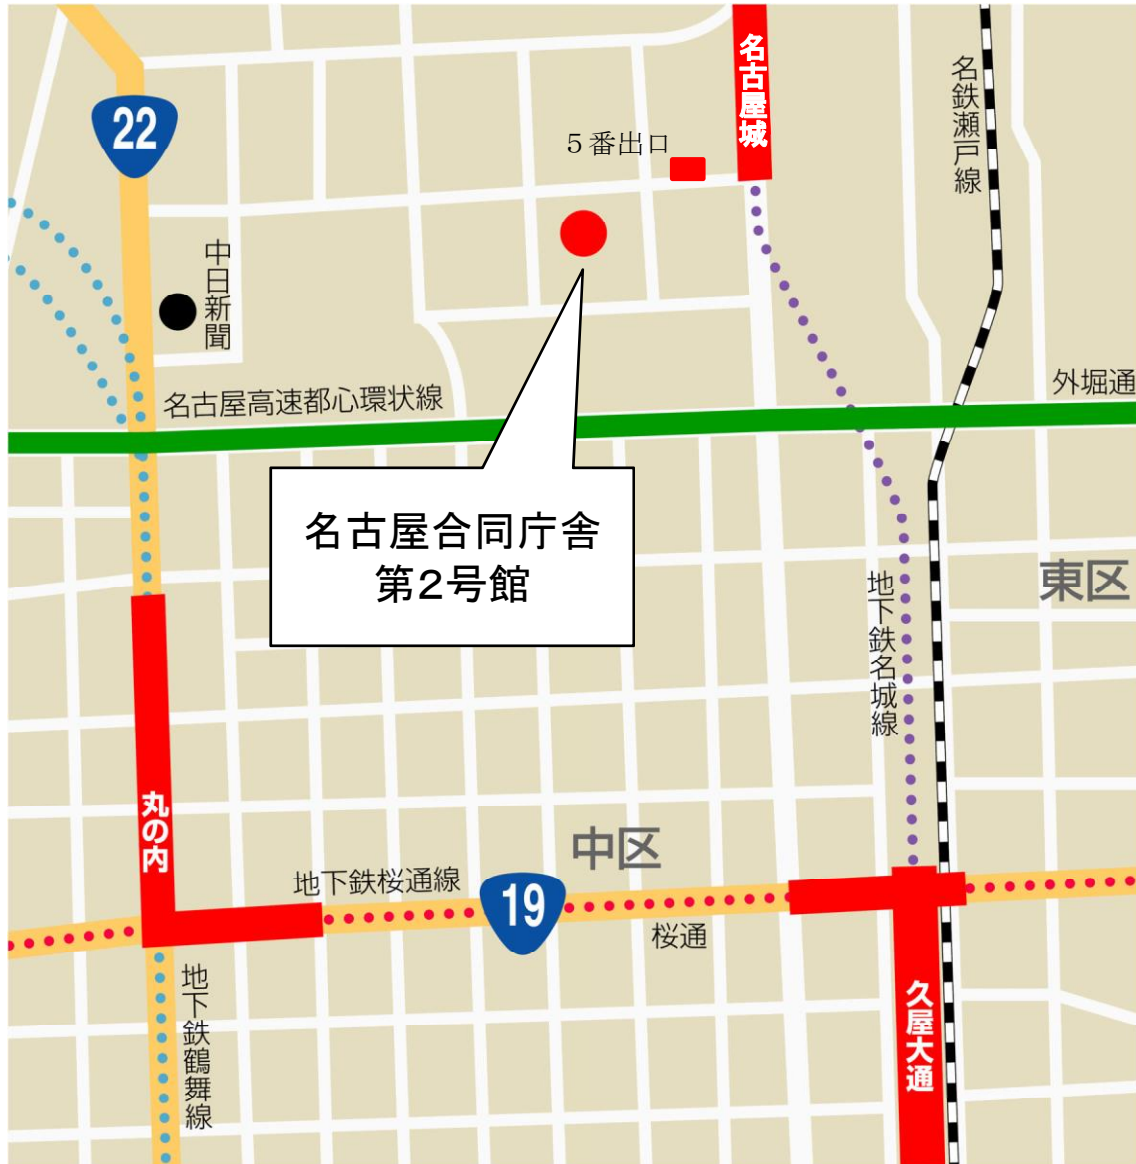 名古屋城
名鉄瀬戸線
22
5番出口
中日新聞
名古屋高速都心環状線
外堀通
名古屋合同庁舎
第2号館
東区
地下鉄名城線
丸の内
中区
地下鉄桜通線
19
桜通
地下鉄鶴舞線
久屋大通